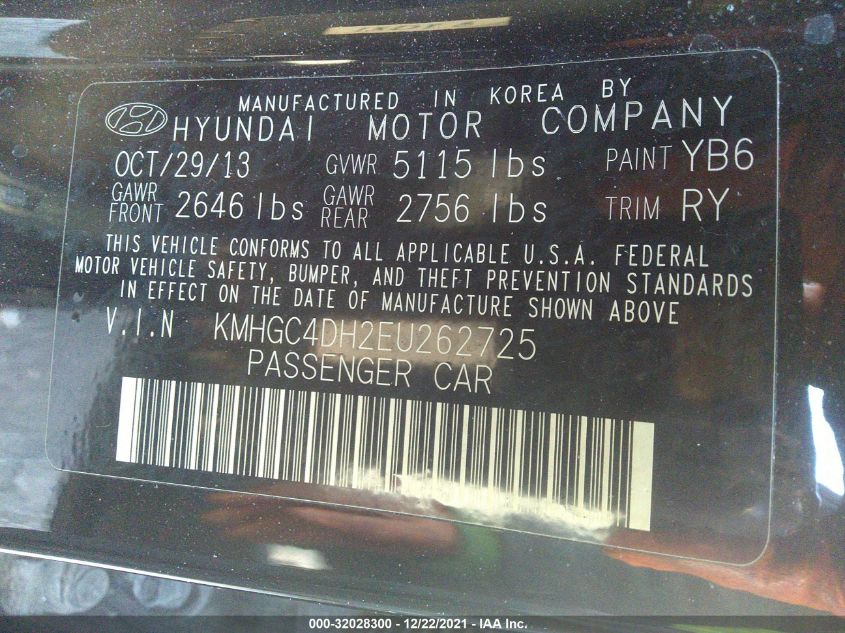 MANUFACTURED IN KOREA BY
HYUNDAI MOTOR COMPANY
OCT/29/13 GVWR 5115 lbs PAINT YB6
GAWR FRONT 2646 lbs GAWR REAR 2756 lbs TRIM RY
THIS VEHICLE CONFORMS TO ALL APPLICABLE U.S.A. FEDERAL
MOTOR VEHICLE SAFETY, BUMPER, AND THEFT PREVENTION STANDARDS
IN EFFECT ON THE DATE OF MANUFACTURE SHOWN ABOVE
V.I.N KMHGC4DH2EU262725
PASSENGER CAR
000-32028300 - 12/22/2021 - IAA Inc.